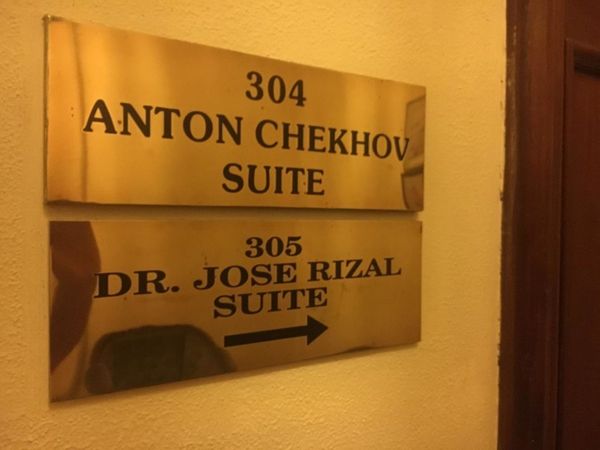 304
ANTON CHEKHOV
SUITE
305
DR. JOSE RIZAL
SUITE